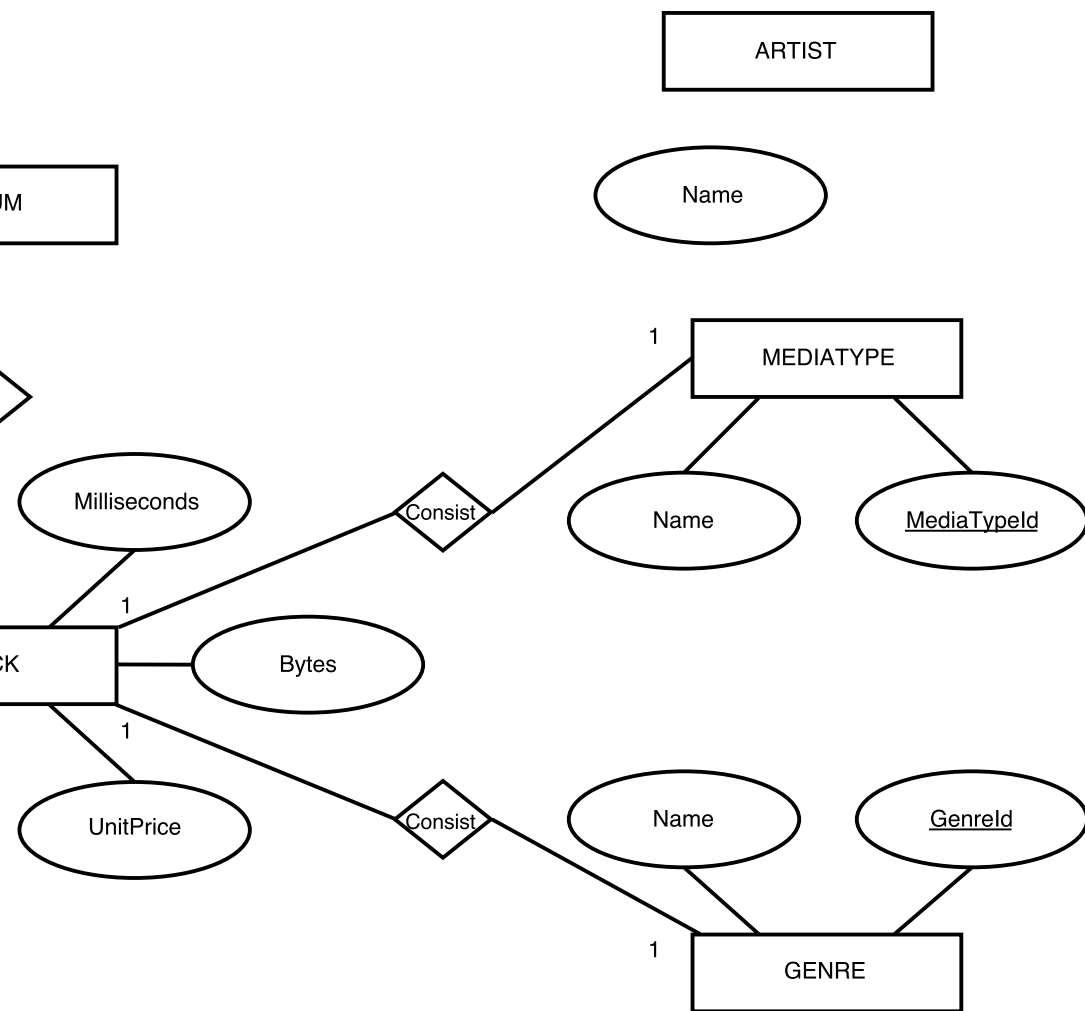 ARTIST
Name
UM
1
MEDIATYPE
Milliseconds
Consist
Name
MediaTypeId
1
CK
Bytes
1
UnitPrice
Consist
Name
GenreId
1
GENRE